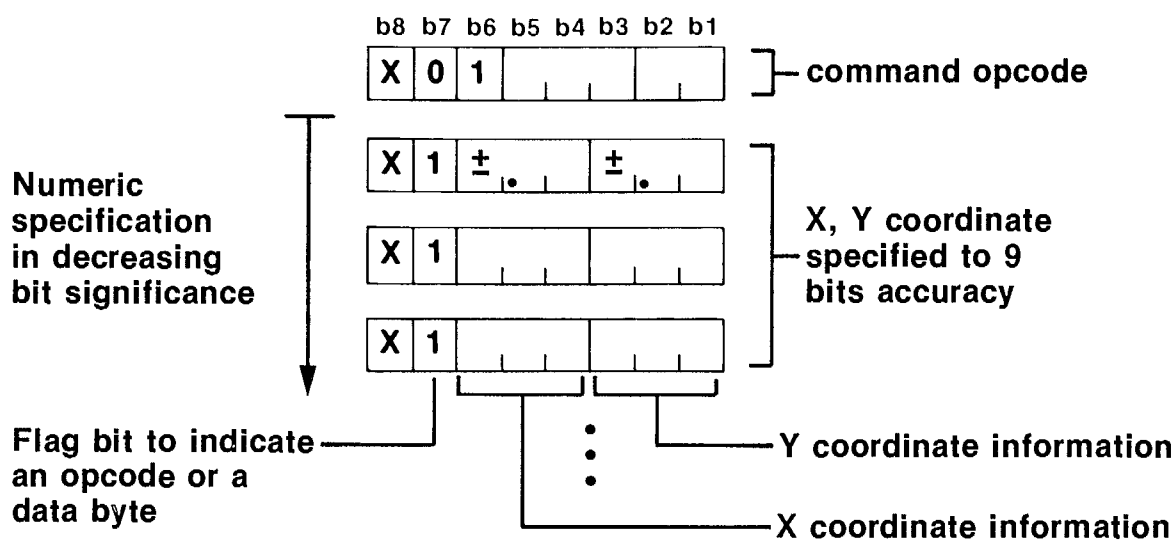 b8 b7 b6 b5 b4 b3 b2 b1
X 0 1
command opcode
X 1 ± . ± .
Numeric
specification
in decreasing
bit significance
X 1
X, Y coordinate
specified to 9
bits accuracy
X 1
Flag bit to indicate
an opcode or a
data byte
Y coordinate information
X coordinate information